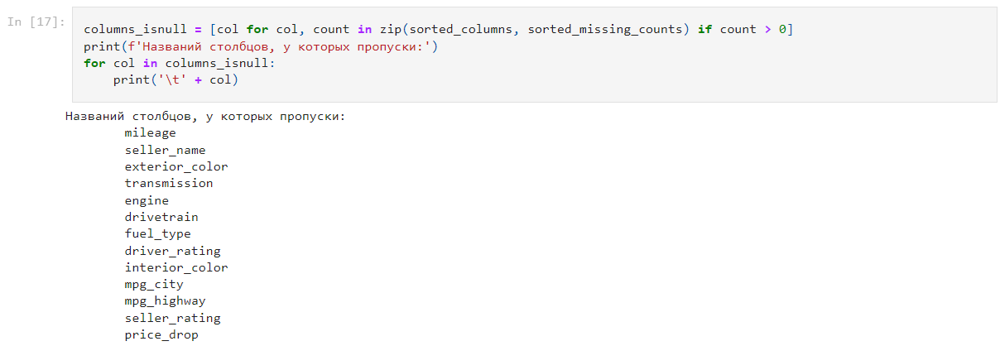 In [17]:
columns_isnull = [col for col, count in zip(sorted_columns, sorted_missing_counts) if count > 0]
print(f'Названий столбцов, у которых пропуски:')
for col in columns_isnull:
    print('\t' + col)
Названий столбцов, у которых пропуски:
	mileage
	seller_name
	exterior_color
	transmission
	engine
	drivetrain
	fuel_type
	driver_rating
	interior_color
	mpg_city
	mpg_highway
	seller_rating
	price_drop